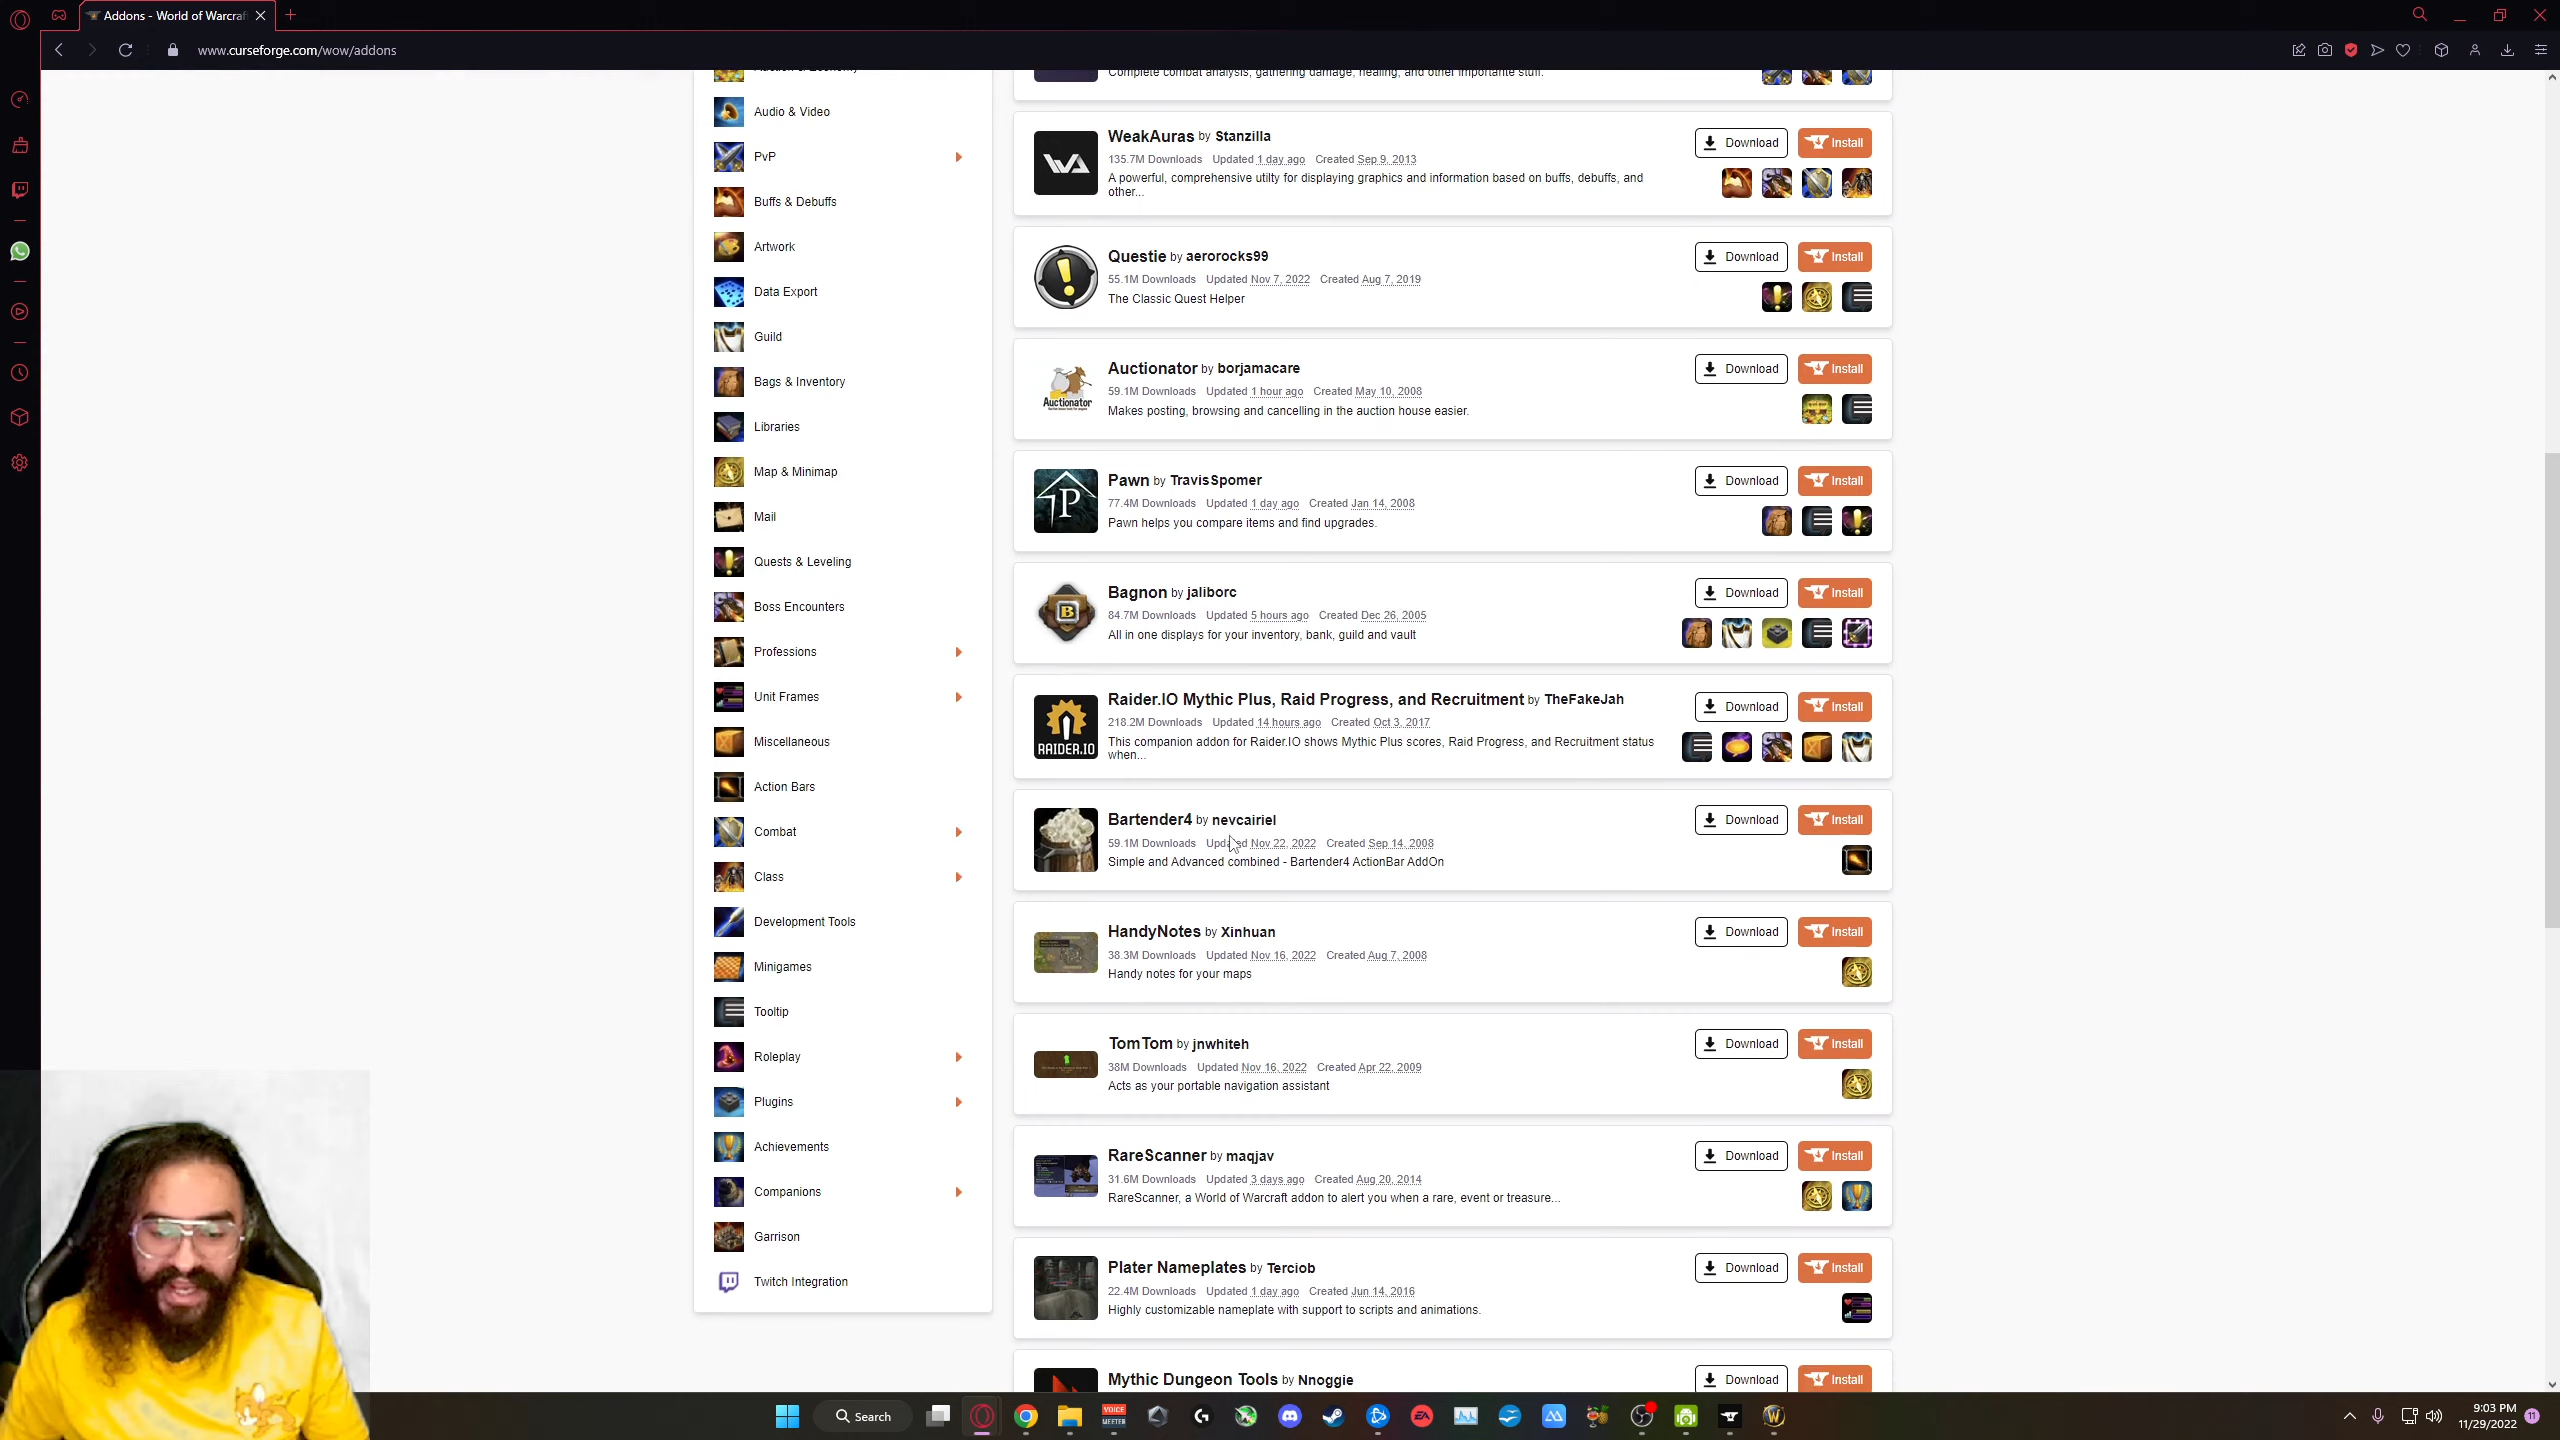 Addons - World of Warcraf
www.curseforge.com/wow/addons
Audio & Video
PvP
Buffs & Debuffs
Artwork
Data Export
Guild
Bags & Inventory
Libraries
Map & Minimap
Mail
Quests & Leveling
Boss Encounters
Professions
Unit Frames
Miscellaneous
Action Bars
Combat
Class
Development Tools
Minigames
Tooltip
Roleplay
Plugins
Achievements
Companions
Garrison
Twitch Integration
Complete combat analysis, gathering damage, healing, and other importante stuff.
WeakAuras by Stanzilla
Download Install
135.7M Downloads Updated 1 day ago Created Sep 9, 2013
A powerful, comprehensive utilty for displaying graphics and information based on buffs, debuffs, and
other...
Questie by aerorocks99
Download Install
55.1M Downloads Updated Nov 7, 2022 Created Aug 7, 2019
The Classic Quest Helper
Auctionator by borjamacare
Download Install
Auctionator
59.1M Downloads Updated 1 hour ago Created May 10, 2008
Makes posting, browsing and cancelling in the auction house easier.
Pawn by TravisSpomer
Download Install
P
77.4M Downloads Updated 1 day ago Created Jan 14, 2008
Pawn helps you compare items and find upgrades.
Bagnon by jaliborc
Download Install
B
84.7M Downloads Updated 5 hours ago Created Dec 26, 2005
All in one displays for your inventory, bank, guild and vault
Raider.IO Mythic Plus, Raid Progress, and Recruitment by TheFakeJah
Download Install
RAIDER.IO
218.2M Downloads Updated 14 hours ago Created Oct 3, 2017
This companion addon for Raider.IO shows Mythic Plus scores, Raid Progress, and Recruitment status
when...
Bartender4 by nevcairiel
Download Install
59.1M Downloads Updated Nov 22, 2022 Created Sep 14, 2008
Simple and Advanced combined - Bartender4 ActionBar AddOn
HandyNotes by Xinhuan
Download Install
38.3M Downloads Updated Nov 16, 2022 Created Aug 7, 2008
Handy notes for your maps
TomTom by jnwhiteh
Download Install
38M Downloads Updated Nov 16, 2022 Created Apr 22, 2009
Acts as your portable navigation assistant
RareScanner by maqjav
Download Install
31.6M Downloads Updated 3 days ago Created Aug 20, 2014
RareScanner, a World of Warcraft addon to alert you when a rare, event or treasure...
Plater Nameplates by Terciob
Download Install
22.4M Downloads Updated 1 day ago Created Jun 14, 2016
Highly customizable nameplate with support to scripts and animations.
Mythic Dungeon Tools by Nnoggie
Download Install
Search
VOICE
MEETER
EA
9:03 PM
11/29/2022
11